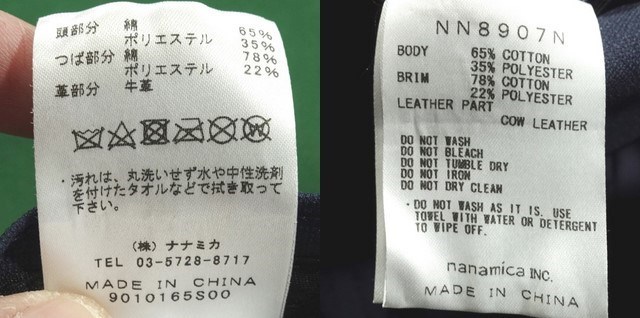 頭部分 綿 65%
ポリエステル 35%
つば部分 綿 78%
ポリエステル 22%
革部分 牛革
・汚れは、丸洗いせず水や中性洗剤
を付けたタオルなどで拭き取って
下さい。
(株) ナナミカ
TEL 03-5728-8717
MADE IN CHINA
9010165S00
NN8907N
BODY 65% COTTON
35% POLYESTER
BRIM 78% COTTON
22% POLYESTER
LEATHER PART
COW LEATHER
DO NOT WASH
DO NOT BLEACH
DO NOT TUMBLE DRY
DO NOT IRON
DO NOT DRY CLEAN
・DO NOT WASH AS IT IS. USE
TOWEL WITH WATER OR DETERGENT
TO WIPE OFF.
nanamica INC.
MADE IN CHINA